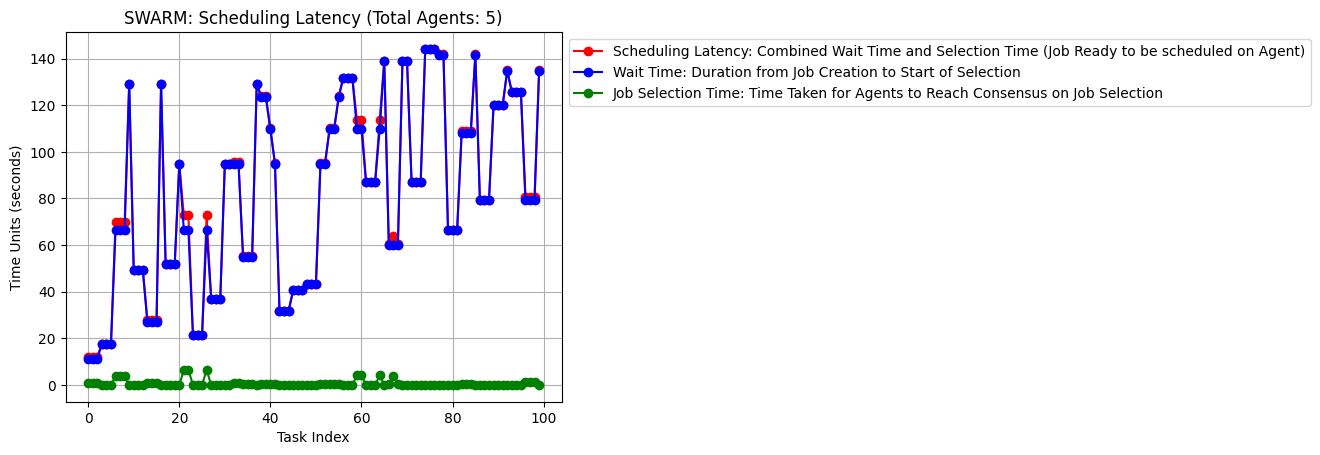 SWARM: Scheduling Latency (Total Agents: 5)
Scheduling Latency: Combined Wait Time and Selection Time (Job Ready to be scheduled on Agent)
Wait Time: Duration from Job Creation to Start of Selection
Job Selection Time: Time Taken for Agents to Reach Consensus on Job Selection
Time Units (seconds)
140
120
100
80
60
40
20
0
0 20 40 60 80 100
Task Index